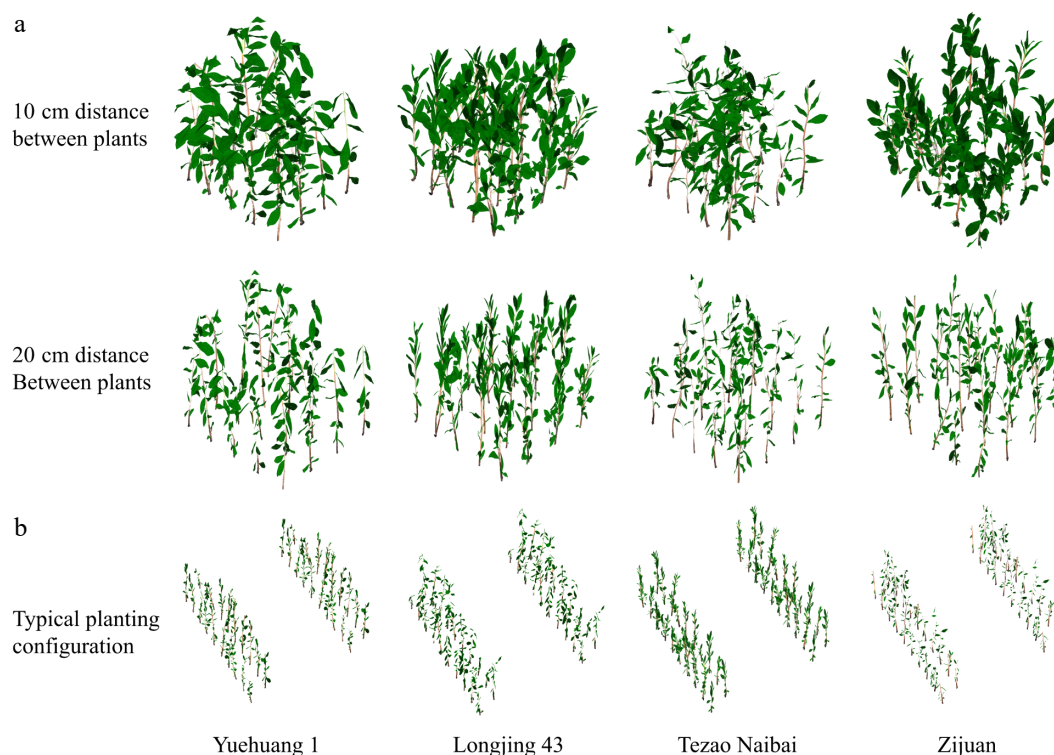 a
10 cm distance
between plants
20 cm distance
Between plants
b
Typical planting
configuration
Yuehuang 1
Longjing 43
Tezao Naibai
Zijuan